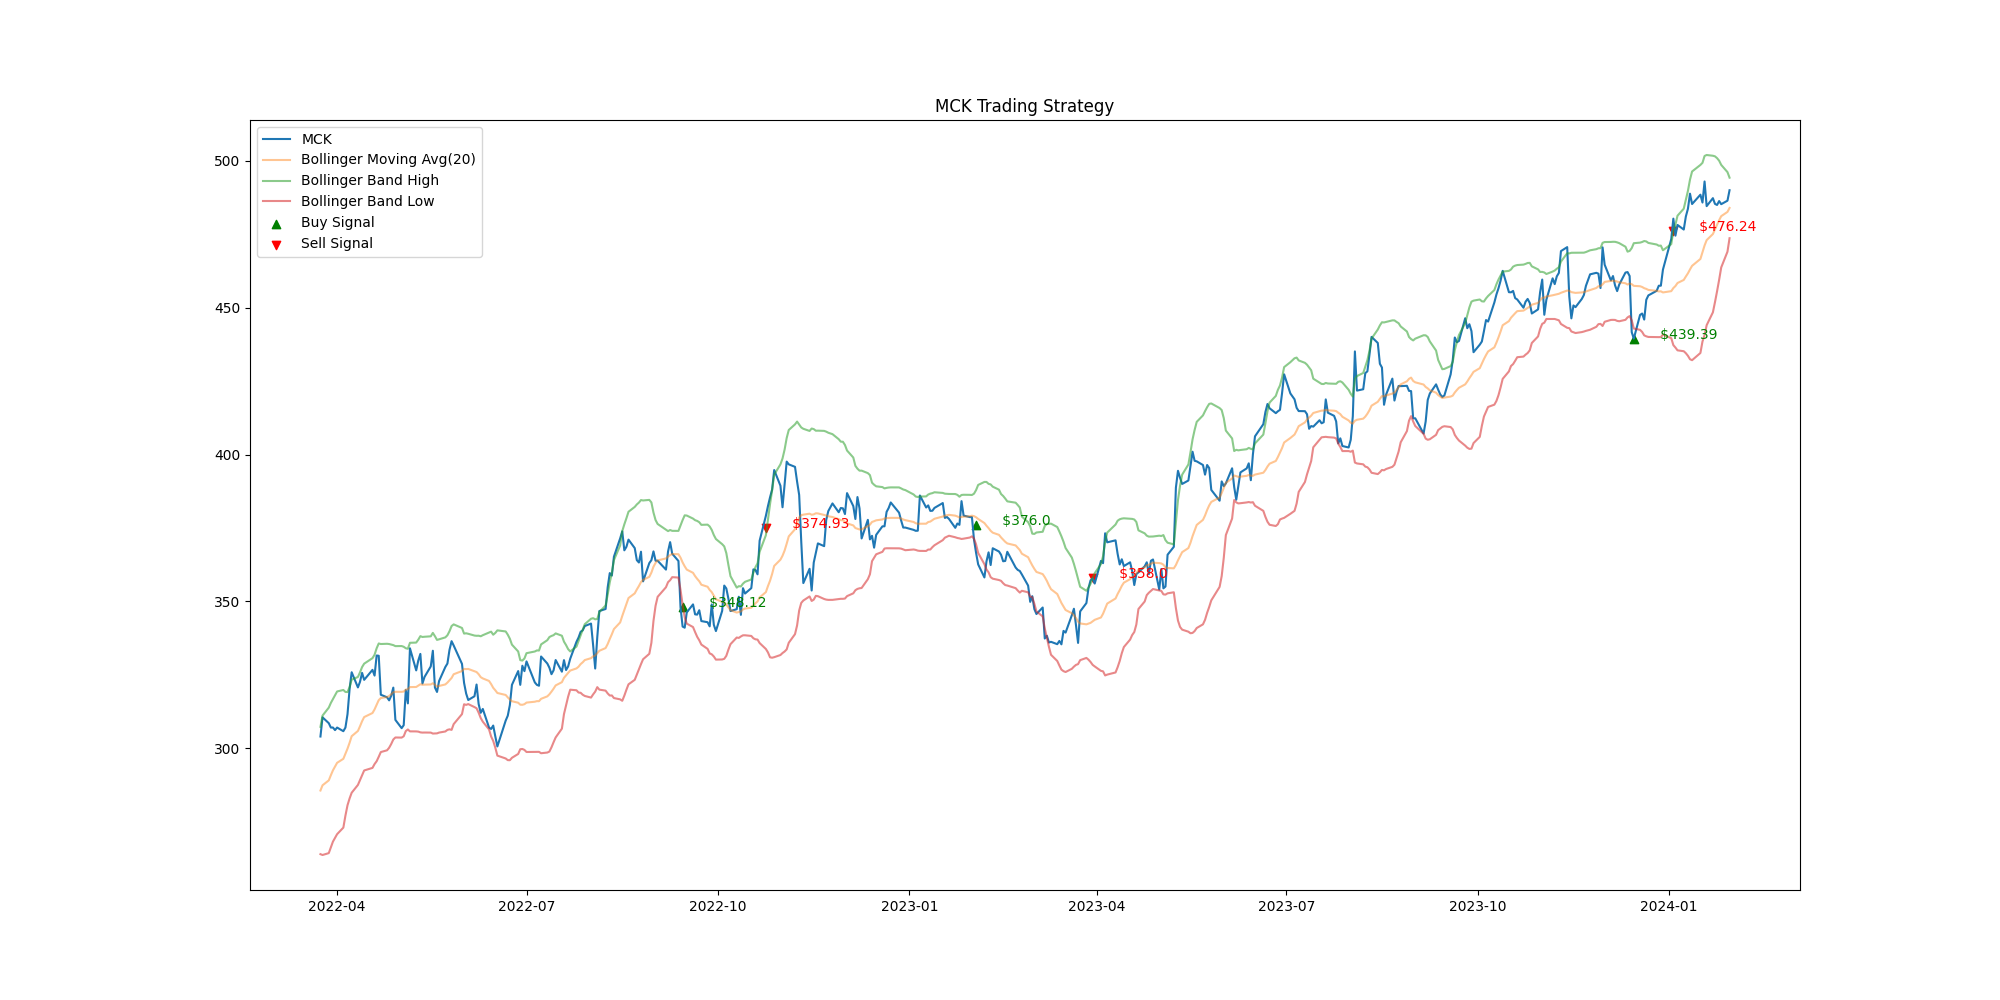 MCK Trading Strategy
MCK
Bollinger Moving Avg(20)
Bollinger Band High
Bollinger Band Low
Buy Signal
Sell Signal
500
450
400
350
300
$476.24
$439.39
$374.93
$376.0
$358.0
$348.12
2022-04 2022-07 2022-10 2023-01 2023-04 2023-07 2023-10 2024-01